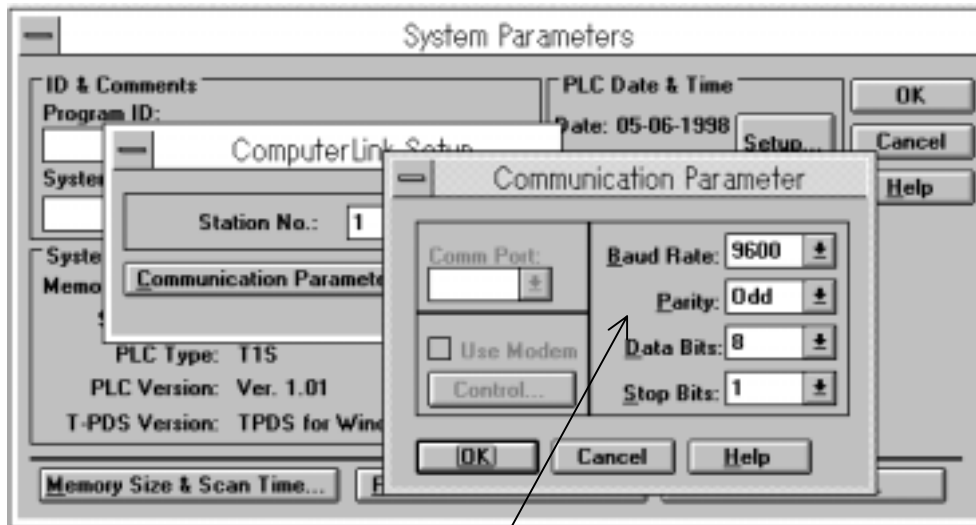 System Parameters
ID & Comments
Program ID:
PLC Date & Time
Date: 05-06-1998
Setup...
OK
Cancel
Help
ComputerLink Setup
Station No.: 1
PLC Type: T1S
PLC Version: Ver. 1.01
T-PDS Version: TPDS for
Memory Size & Scan Time...
Communication Parameter
Comm Port:
Use Modem
Control...
Baud Rate: 9600
Parity: Odd
Data Bits: 8
Stop Bits: 1
OK
Cancel
Help